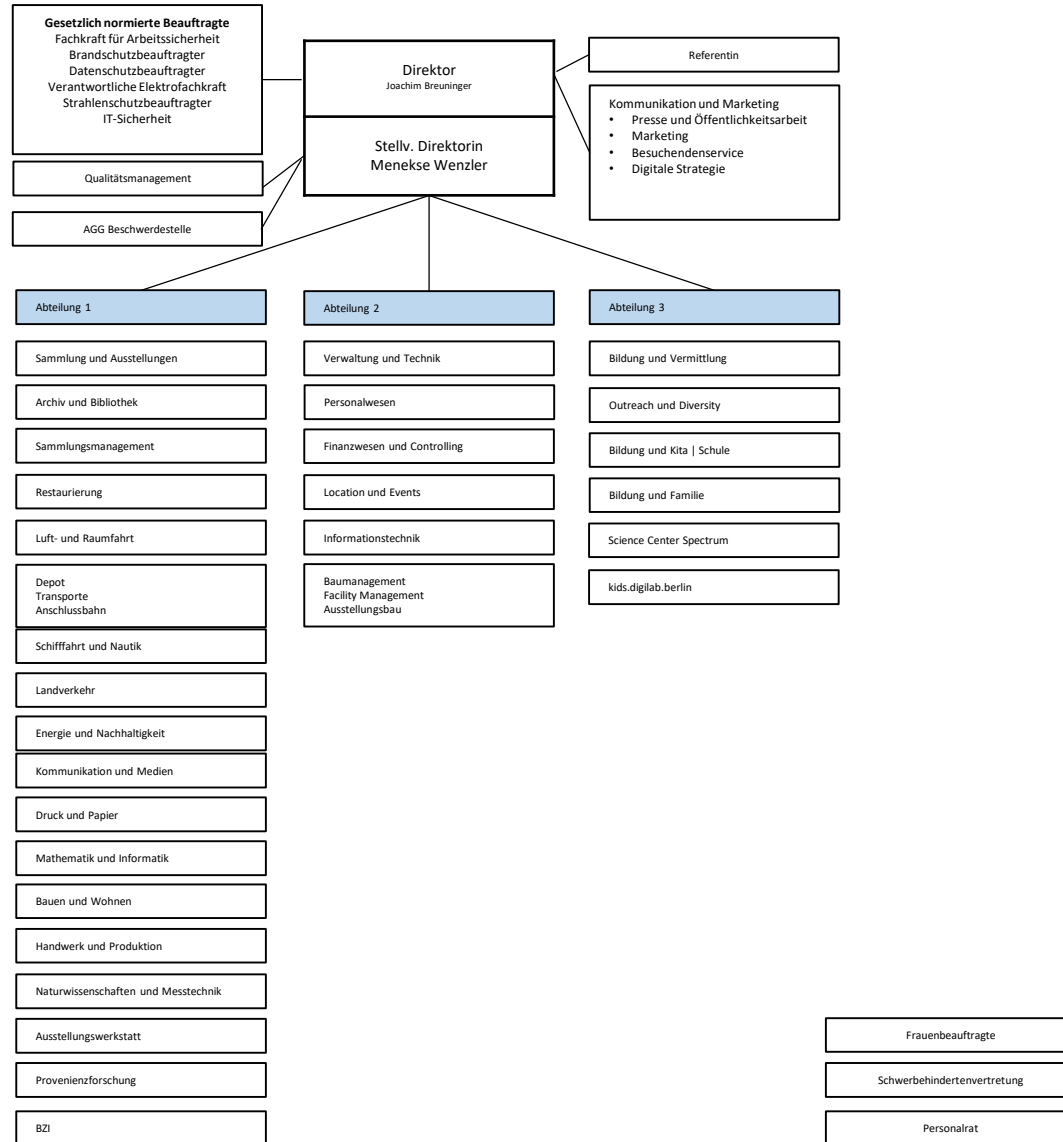 Gesetzlich normierte Beauftragte
Fachkraft für Arbeitssicherheit
Brandschutzbeauftragter
Datenschutzbeauftragter
Verantwortliche Elektrofachkraft
Strahlenschutzbeauftragter
IT-Sicherheit
Qualitätsmanagement
AGG Beschwerdestelle
Direktor
Joachim Breuninger
Stellv. Direktorin
Menekse Wenzler
Referentin
Kommunikation und Marketing
• Presse und Öffentlichkeitsarbeit
• Marketing
• Besuchendenservice
• Digitale Strategie
Abteilung 1
Sammlung und Ausstellungen
Archiv und Bibliothek
Sammlungsmanagement
Restaurierung
Luft- und Raumfahrt
Depot
Transporte
Anschlussbahn
Schifffahrt und Nautik
Landverkehr
Energie und Nachhaltigkeit
Kommunikation und Medien
Druck und Papier
Mathematik und Informatik
Bauen und Wohnen
Handwerk und Produktion
Naturwissenschaften und Messtechnik
Ausstellungswerkstatt
Provenienzforschung
BZI
Abteilung 2
Verwaltung und Technik
Personalwesen
Finanzwesen und Controlling
Location und Events
Informationstechnik
Baumanagement
Facility Management
Ausstellungsbau
Abteilung 3
Bildung und Vermittlung
Outreach und Diversity
Bildung und Kita | Schule
Bildung und Familie
Science Center Spectrum
kids.digilab.berlin
Frauenbeauftragte
Schwerbehindertenvertretung
Personalrat